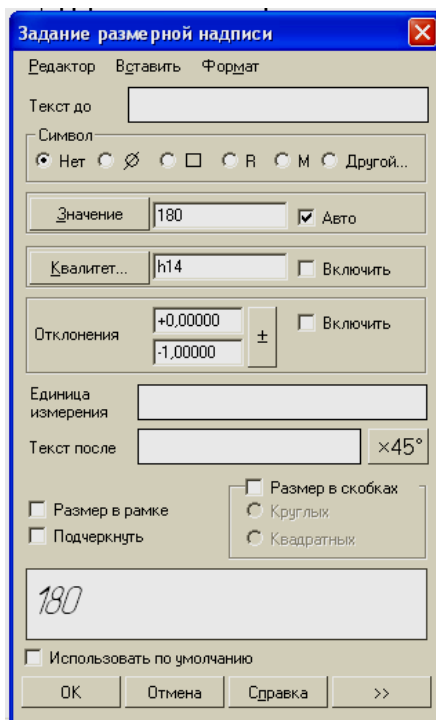 Задание размерной надписи
Редактор Вставить Формат
Текст до
Символ
Нет Ø □ R M Другой...
Значение 180 Авто
Квалитет... h14 Включить
Отклонения +0,00000 ± Включить
-1,00000
Единица
измерения
Текст после ×45°
Размер в скобках
Размер в рамке Круглых
Подчеркнуть Квадратных
180
Использовать по умолчанию
OK Отмена Справка >>